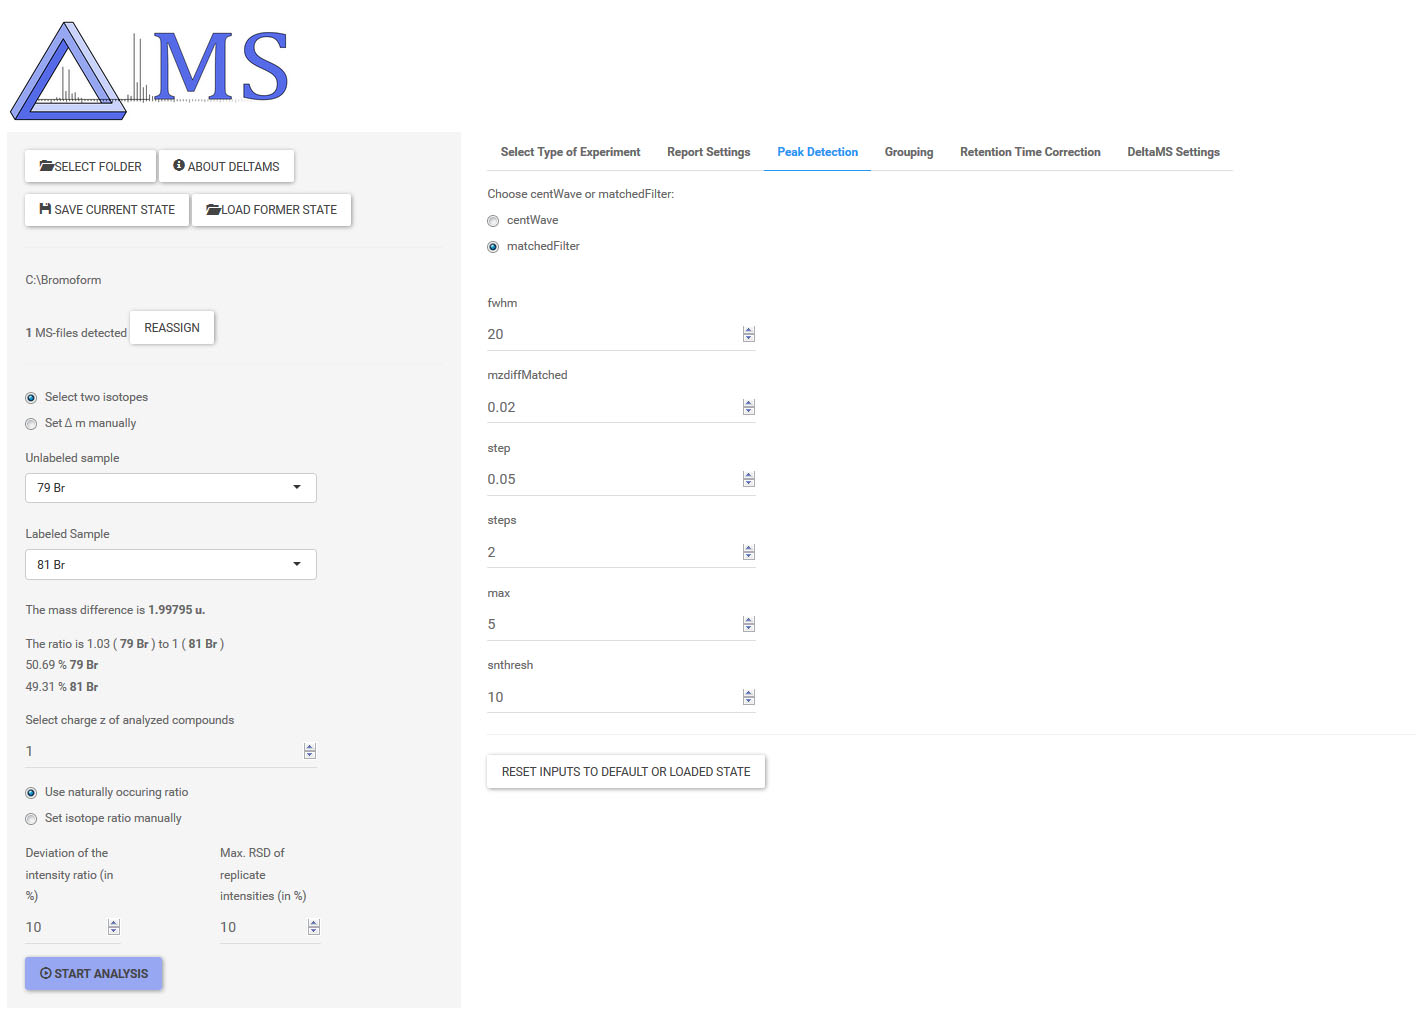 MS
SELECT FOLDER
ABOUT DELTAMS
SAVE CURRENT STATE
LOAD FORMER STATE
C:\Bromoform
1 MS-files detected
REASSIGN
Select two isotopes
Set Δ m manually
Unlabeled sample
79 Br
Labeled Sample
81 Br
The mass difference is 1.99795 u.
The ratio is 1.03 ( 79 Br ) to 1 ( 81 Br )
50.69 % 79 Br
49.31 % 81 Br
Select charge z of analyzed compounds
1
Use naturally occuring ratio
Set isotope ratio manually
Deviation of the
intensity ratio (in
%)
10
Max. RSD of
replicate
intensities (in %)
10
START ANALYSIS
Select Type of Experiment
Report Settings
Peak Detection
Grouping
Retention Time Correction
DeltaMS Settings
Choose centWave or matchedFilter:
centWave
matchedFilter
fwhm
20
mzdiffMatched
0.02
step
0.05
steps
2
max
5
snthresh
10
RESET INPUTS TO DEFAULT OR LOADED STATE